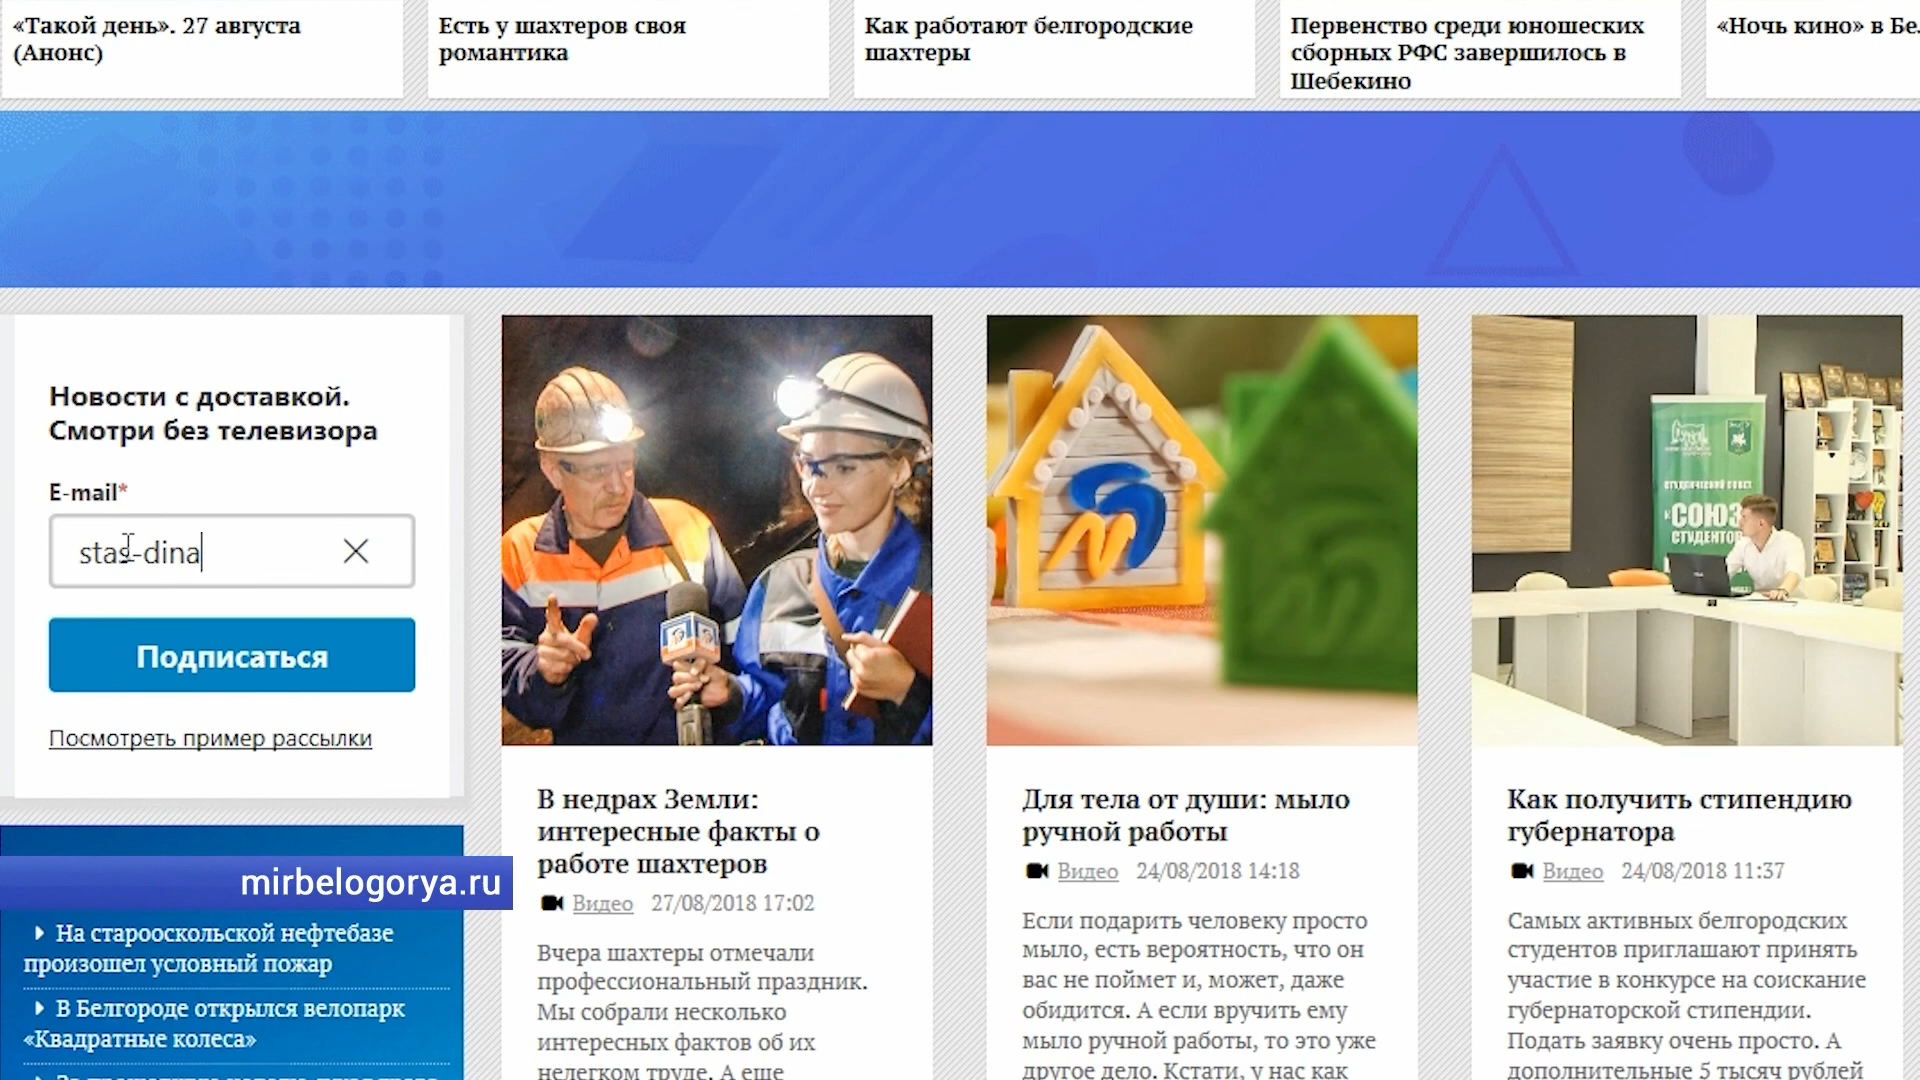 «Такой день». 27 августа
(Анонс)
Есть у шахтеров своя
романтика
Как работают белгородские
шахтеры
Первенство среди юношеских
сборных РФС завершилось в
Шебекино
«Ночь кино» в Бе
Новости с доставкой.
Смотри без телевизора
E-mail*
stas-dina
Подписаться
Посмотреть пример рассылки
mirbelogorya.ru
На старооскольской нефтебазе
произошел условный пожар
В Белгороде открылся велопарк
«Квадратные колеса»
В недрах Земли:
интересные факты о
работе шахтеров
Видео 27/08/2018 17:02
Вчера шахтеры отмечали
профессиональный праздник.
Мы собрали несколько
интересных фактов об их
нелегком труде. А еще
Для тела от души: мыло
ручной работы
Видео 24/08/2018 14:18
Если подарить человеку просто
мыло, есть вероятность, что он
вас не поймет и, может, даже
обидится. А если вручить ему
мыло ручной работы, то это уже
другое дело. Кстати, у нас как
СТУДЕНЧЕСКИЙ СОВЕТ
СОЮЗ
СТУДЕНТОВ
Как получить стипендию
губернатора
Видео 24/08/2018 11:37
Самых активных белгородских
студентов приглашают принять
участие в конкурсе на соискание
губернаторской стипендии.
Подать заявку очень просто. А
дополнительные 5 тысяч рублей